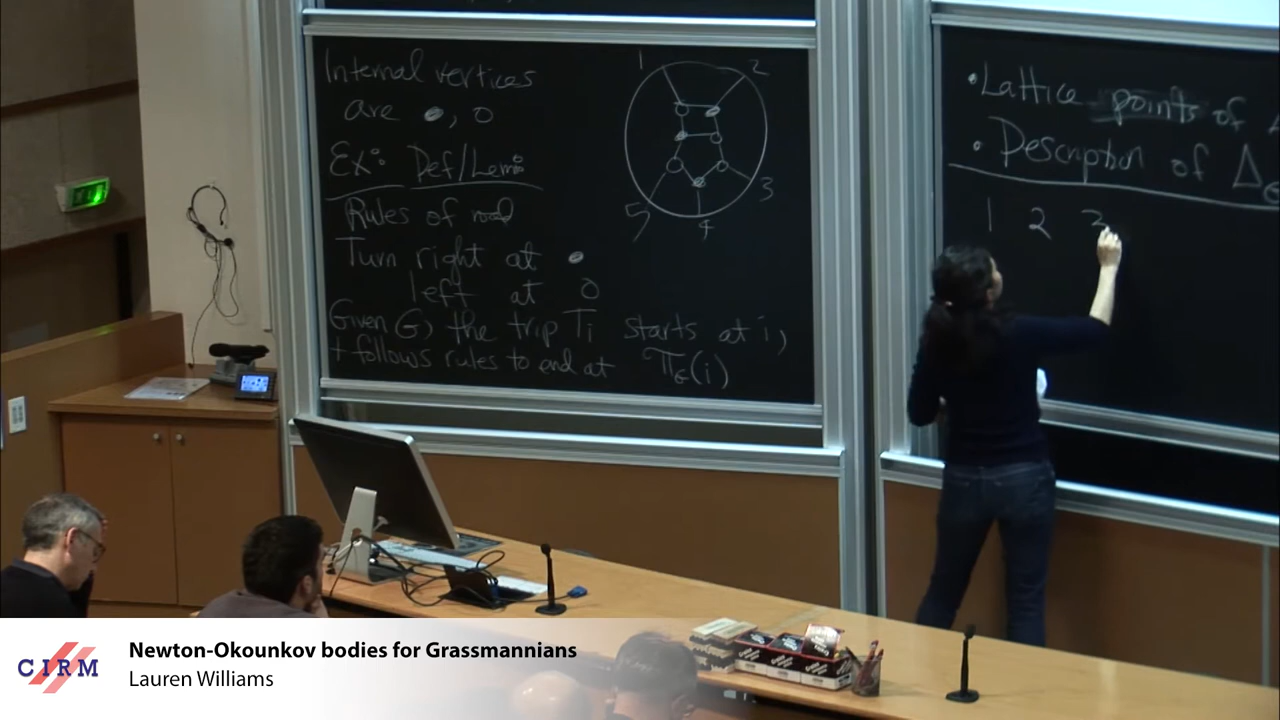 Internal vertices
are ●, ○
Ex: Def/Lem:
Rules of road
Turn right at ●
left at ○
Given G, the trip Ti starts at i,
+ follows rules to end at πG(i)
1 2
3
4
5
• Lattice points of
• Description of Δ
1 2 3
CIRM
Newton-Okounkov bodies for Grassmannians
Lauren Williams